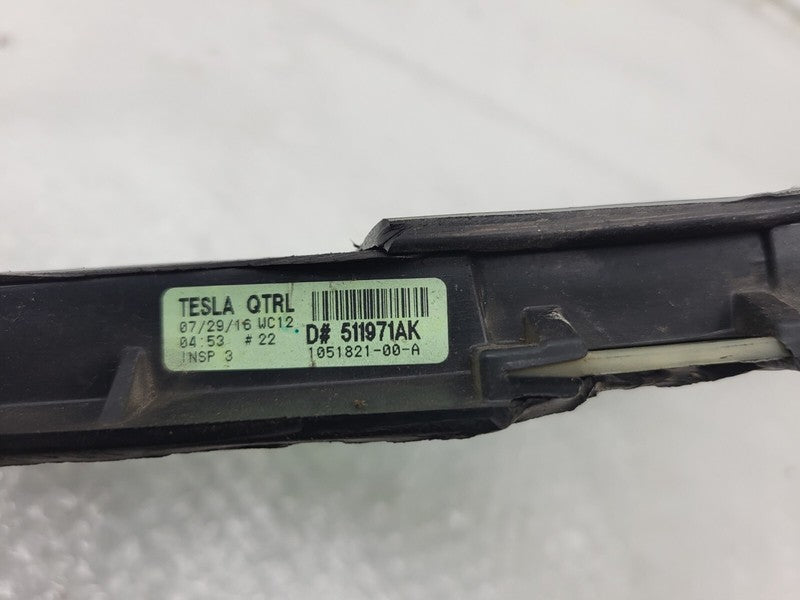 TESLA QTRL
07/29/16 WC12
04:53 #22
INSP 3
D# 511971AK
1051821-00-A